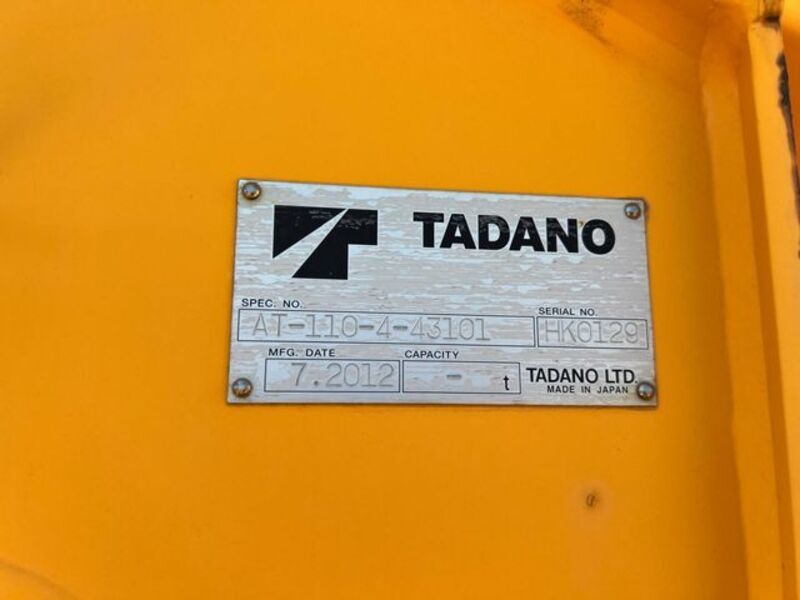 TADANO
SPEC. NO.
AT-110-4-43101
SERIAL NO.
HK0129
MFG. DATE
7.2012
CAPACITY
- t
TADANO LTD.
MADE IN JAPAN